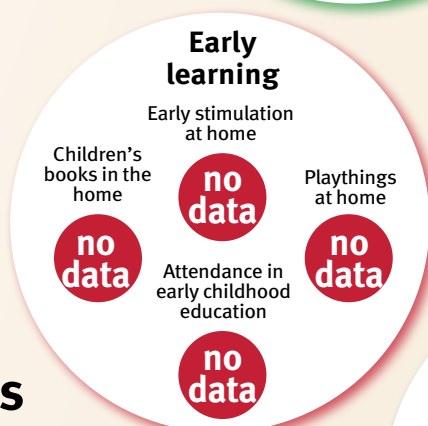 Early
learning
Early stimulation
at home
no
data
Children's
books in the
home
no
data
Playthings
at home
no
data
Attendance in
early childhood
education
no
data
s